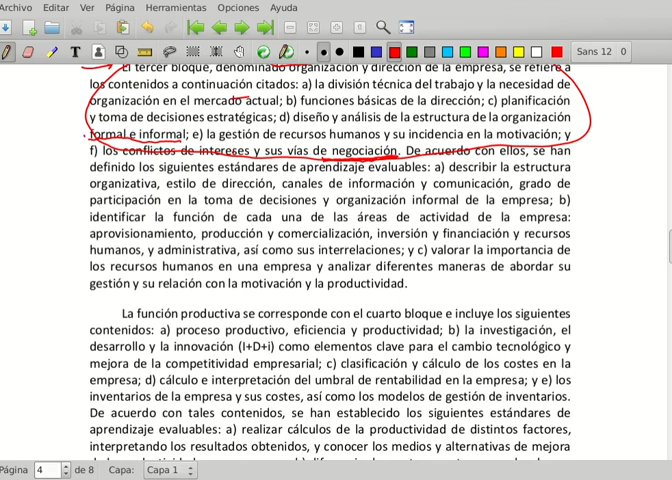 Archivo Editar Ver Página Herramientas Opciones Ayuda
T Sans 12 0
El tercer bloque, denominado organización y dirección de la empresa, se refiere a
los contenidos a continuación citados: a) la división técnica del trabajo y la necesidad de
organización en el mercado actual; b) funciones básicas de la dirección; c) planificación
y toma de decisiones estratégicas; d) diseño y análisis de la estructura de la organización
formal e informal; e) la gestión de recursos humanos y su incidencia en la motivación; y
f) los conflictos de intereses y sus vías de negociación. De acuerdo con ellos, se han
definido los siguientes estándares de aprendizaje evaluables: a) describir la estructura
organizativa, estilo de dirección, canales de información y comunicación, grado de
participación en la toma de decisiones y organización informal de la empresa; b)
identificar la función de cada una de las áreas de actividad de la empresa:
aprovisionamiento, producción y comercialización, inversión y financiación y recursos
humanos, y administrativa, así como sus interrelaciones; y c) valorar la importancia de
los recursos humanos en una empresa y analizar diferentes maneras de abordar su
gestión y su relación con la motivación y la productividad.
La función productiva se corresponde con el cuarto bloque e incluye los siguientes
contenidos: a) proceso productivo, eficiencia y productividad; b) la investigación, el
desarrollo y la innovación (I+D+i) como elementos clave para el cambio tecnológico y
mejora de la competitividad empresarial; c) clasificación y cálculo de los costes en la
empresa; d) cálculo e interpretación del umbral de rentabilidad en la empresa; y e) los
inventarios de la empresa y sus costes, así como los modelos de gestión de inventarios.
De acuerdo con tales contenidos, se han establecido los siguientes estándares de
aprendizaje evaluables: a) realizar cálculos de la productividad de distintos factores,
interpretando los resultados obtenidos, y conocer los medios y alternativas de mejora
Página 4 de 8 Capa: Capa 1